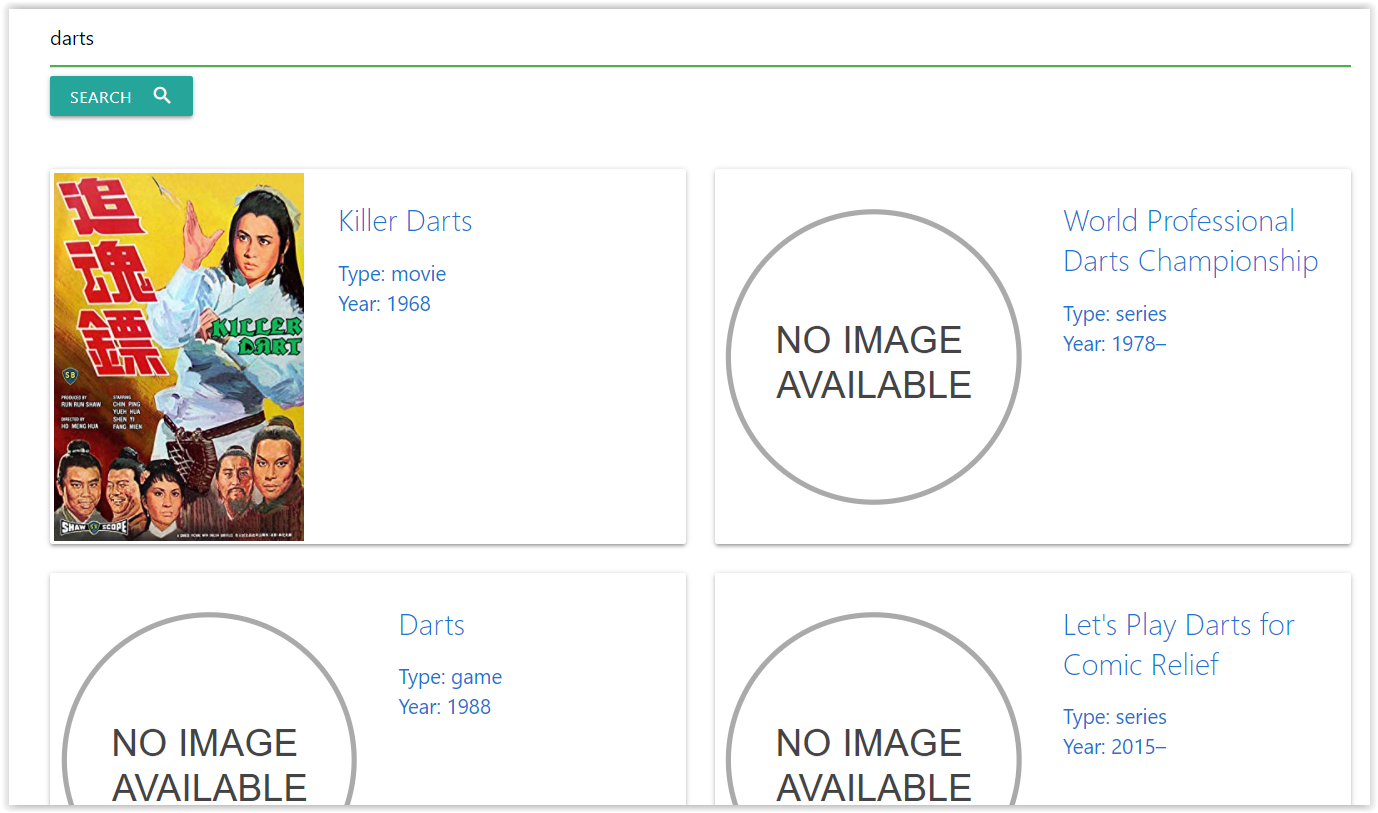 darts
SEARCH
追魂鏢
KILLER
DART
SB
PRODUCED BY
RUN RUN SHAW
DIRECTED BY
HO MENG HUA
STARRING
CHIN PING
YUEH HUA
SHEN YI
FANG MIEN
SHAW SB SCOPE
Killer Darts
Type: movie
Year: 1968
NO IMAGE
AVAILABLE
World Professional
Darts Championship
Type: series
Year: 1978–
NO IMAGE
AVAILABLE
Darts
Type: game
Year: 1988
NO IMAGE
AVAILABLE
Let's Play Darts for
Comic Relief
Type: series
Year: 2015–